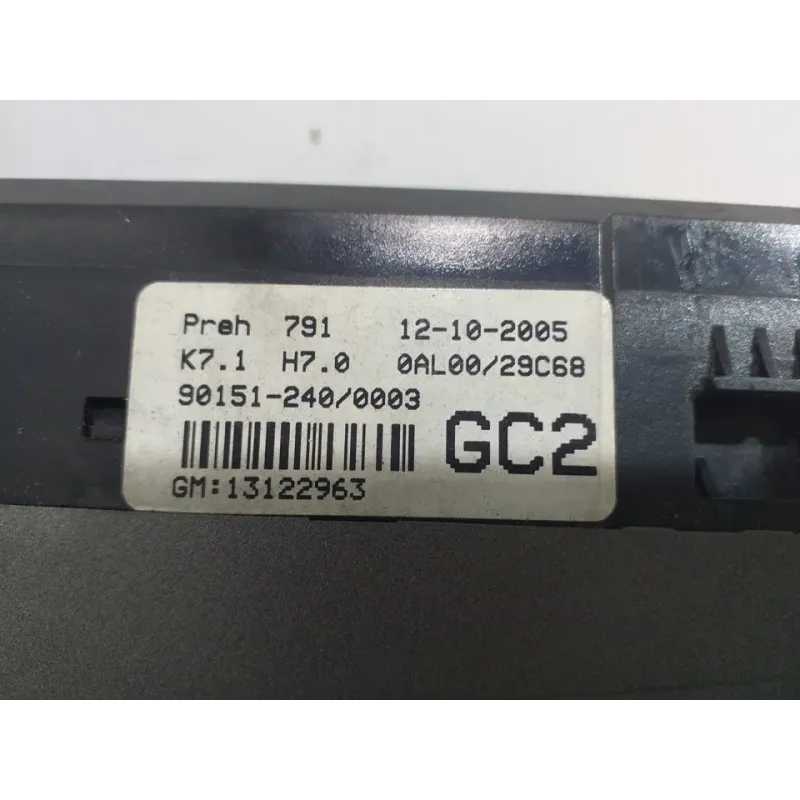 Preh 791 12-10-2005
K7.1 H7.0 0AL00/29C68
90151-240/0003
GC2
GM:13122963